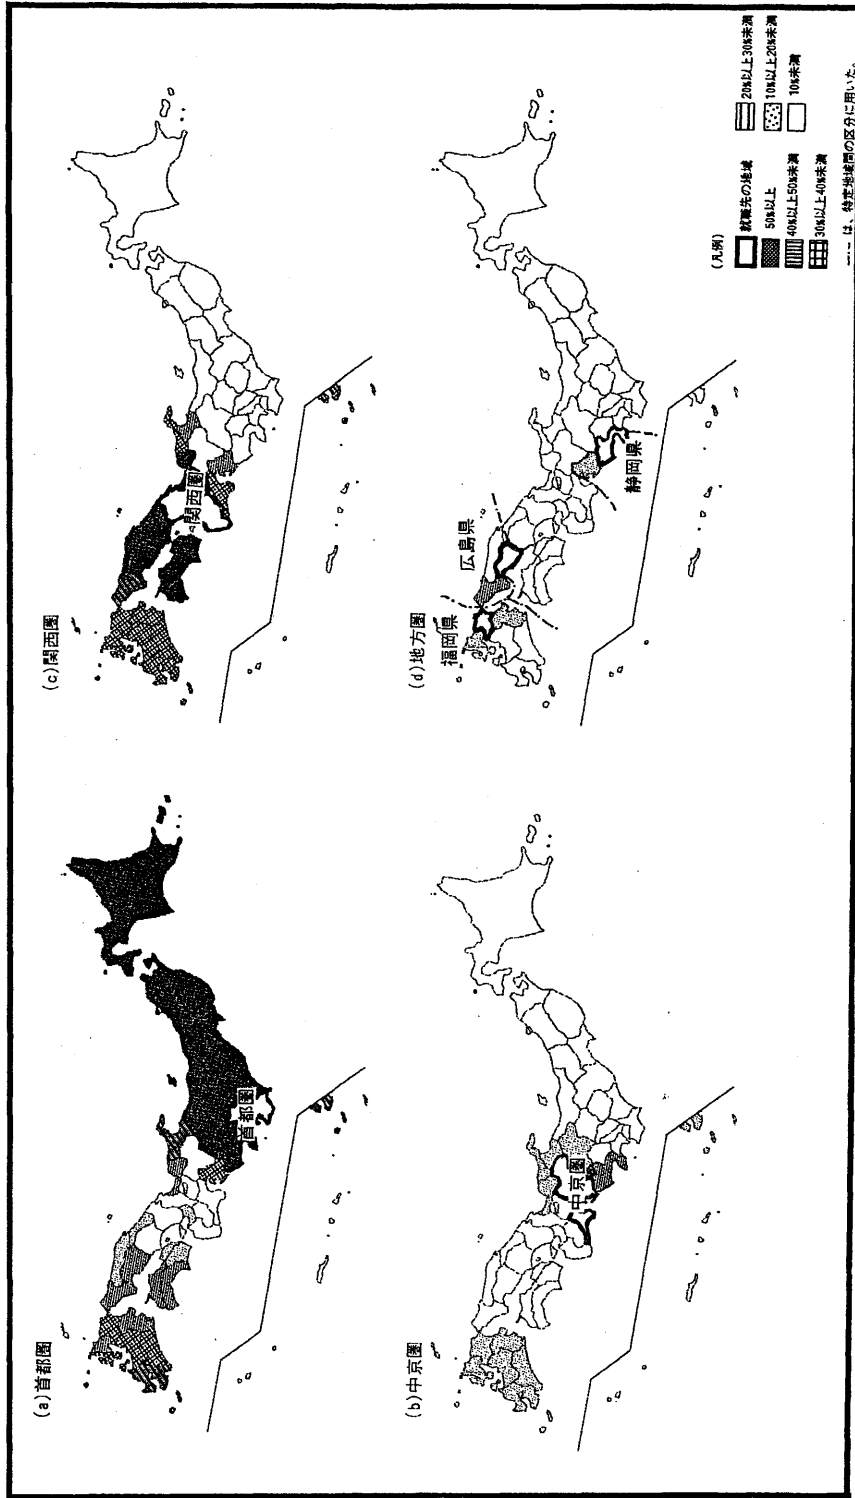 (a)首都圏
首都圏
(b)中京圏
中京圏
(c)関西圏
関西圏
(d)地方圏
福岡県
広島県
静岡県
(凡例)
就職先の地域
50%以上
40%以上50%未満
30%以上40%未満
20%以上30%未満
10%以上20%未満
10%未満
は、特定地域間の区分に用いた。